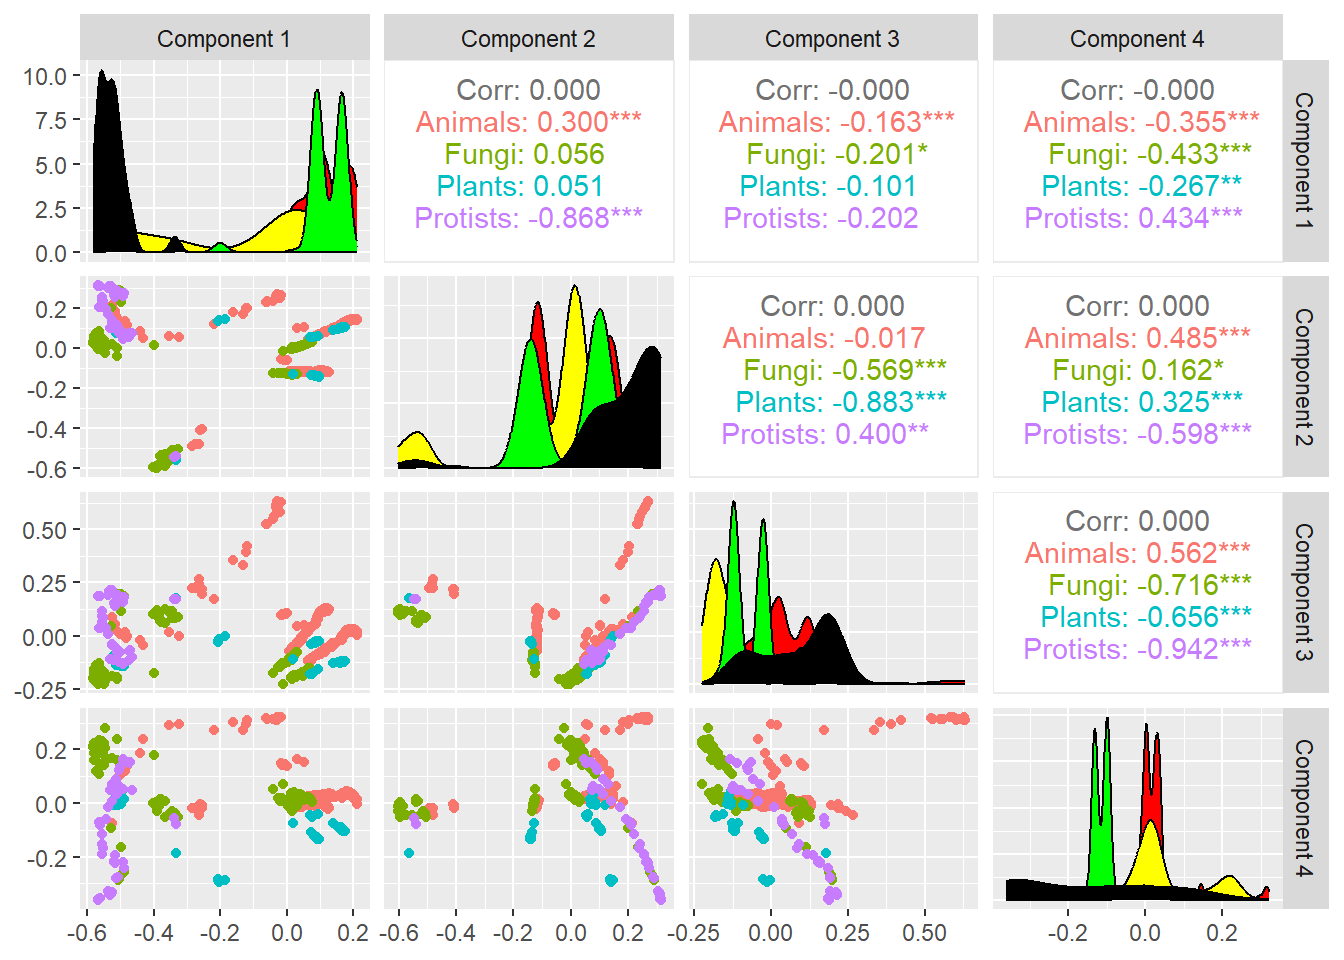 Component 1
Component 2
Component 3
Component 4
10.0
7.5
5.0
2.5
0.0
Corr: 0.000
Animals: 0.300***
Fungi: 0.056
Plants: 0.051
Protists: -0.868***
Corr: -0.000
Animals: -0.163***
Fungi: -0.201*
Plants: -0.101
Protists: -0.202
Corr: -0.000
Animals: -0.355***
Fungi: -0.433***
Plants: -0.267**
Protists: 0.434***
Component 1
0.2
0.0
-0.2
-0.4
-0.6
Corr: 0.000
Animals: -0.017
Fungi: -0.569***
Plants: -0.883***
Protists: 0.400**
Corr: 0.000
Animals: 0.485***
Fungi: 0.162*
Plants: 0.325***
Protists: -0.598***
Component 2
0.50
0.25
0.00
-0.25
Corr: 0.000
Animals: 0.562***
Fungi: -0.716***
Plants: -0.656***
Protists: -0.942***
Component 3
0.2
0.0
-0.2
Component 4
-0.6
-0.4
-0.2
0.0
0.2
-0.6
-0.4
-0.2
0.0
0.2
-0.25
0.00
0.25
0.50
-0.2
0.0
0.2